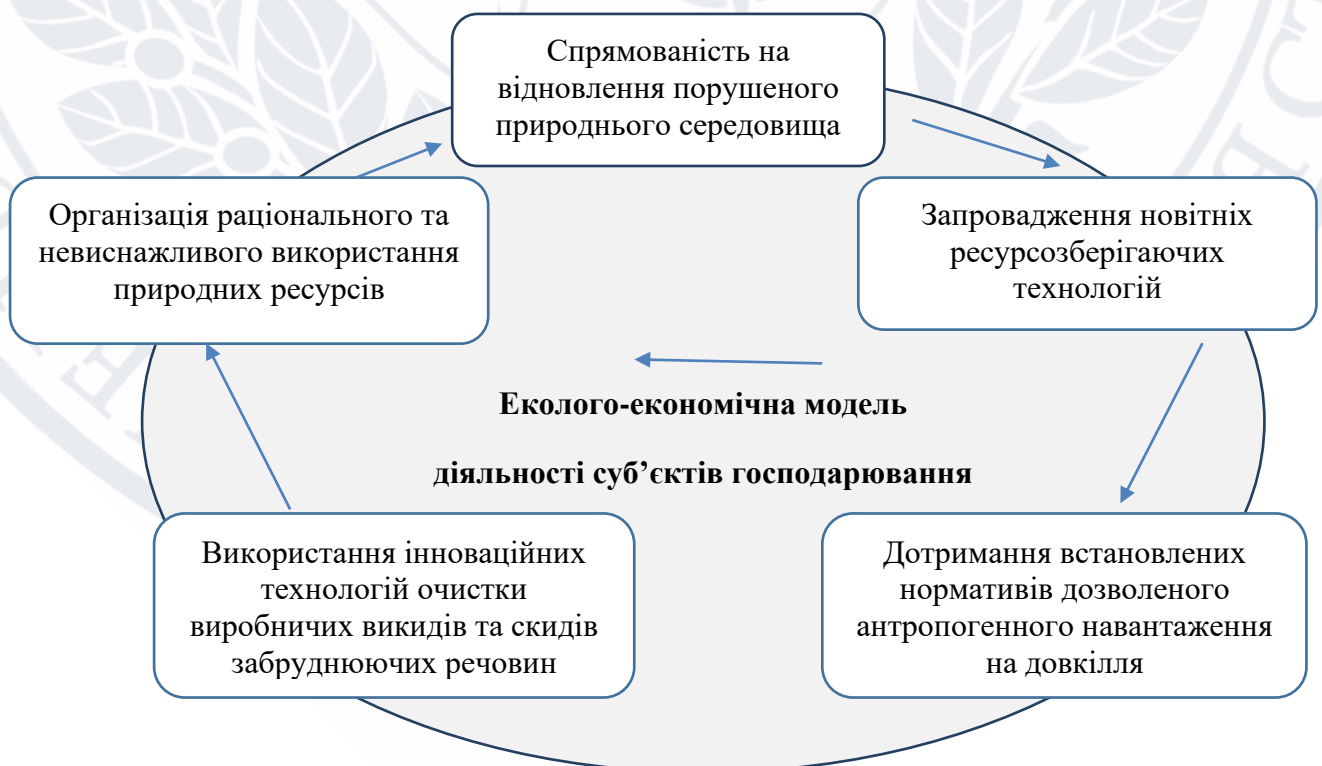 Спрямованість на
відновлення порушеного
природнього середовища
Організація раціонального та
невиснажливого використання
природних ресурсів
Запровадження новітніх
ресурсозберігаючих
технологій
Еколого-економічна модель
діяльності суб’єктів господарювання
Використання інноваційних
технологій очистки
виробничих викидів та скидів
забруднюючих речовин
Дотримання встановлених
нормативів дозволеного
антропогенного навантаження
на довкілля